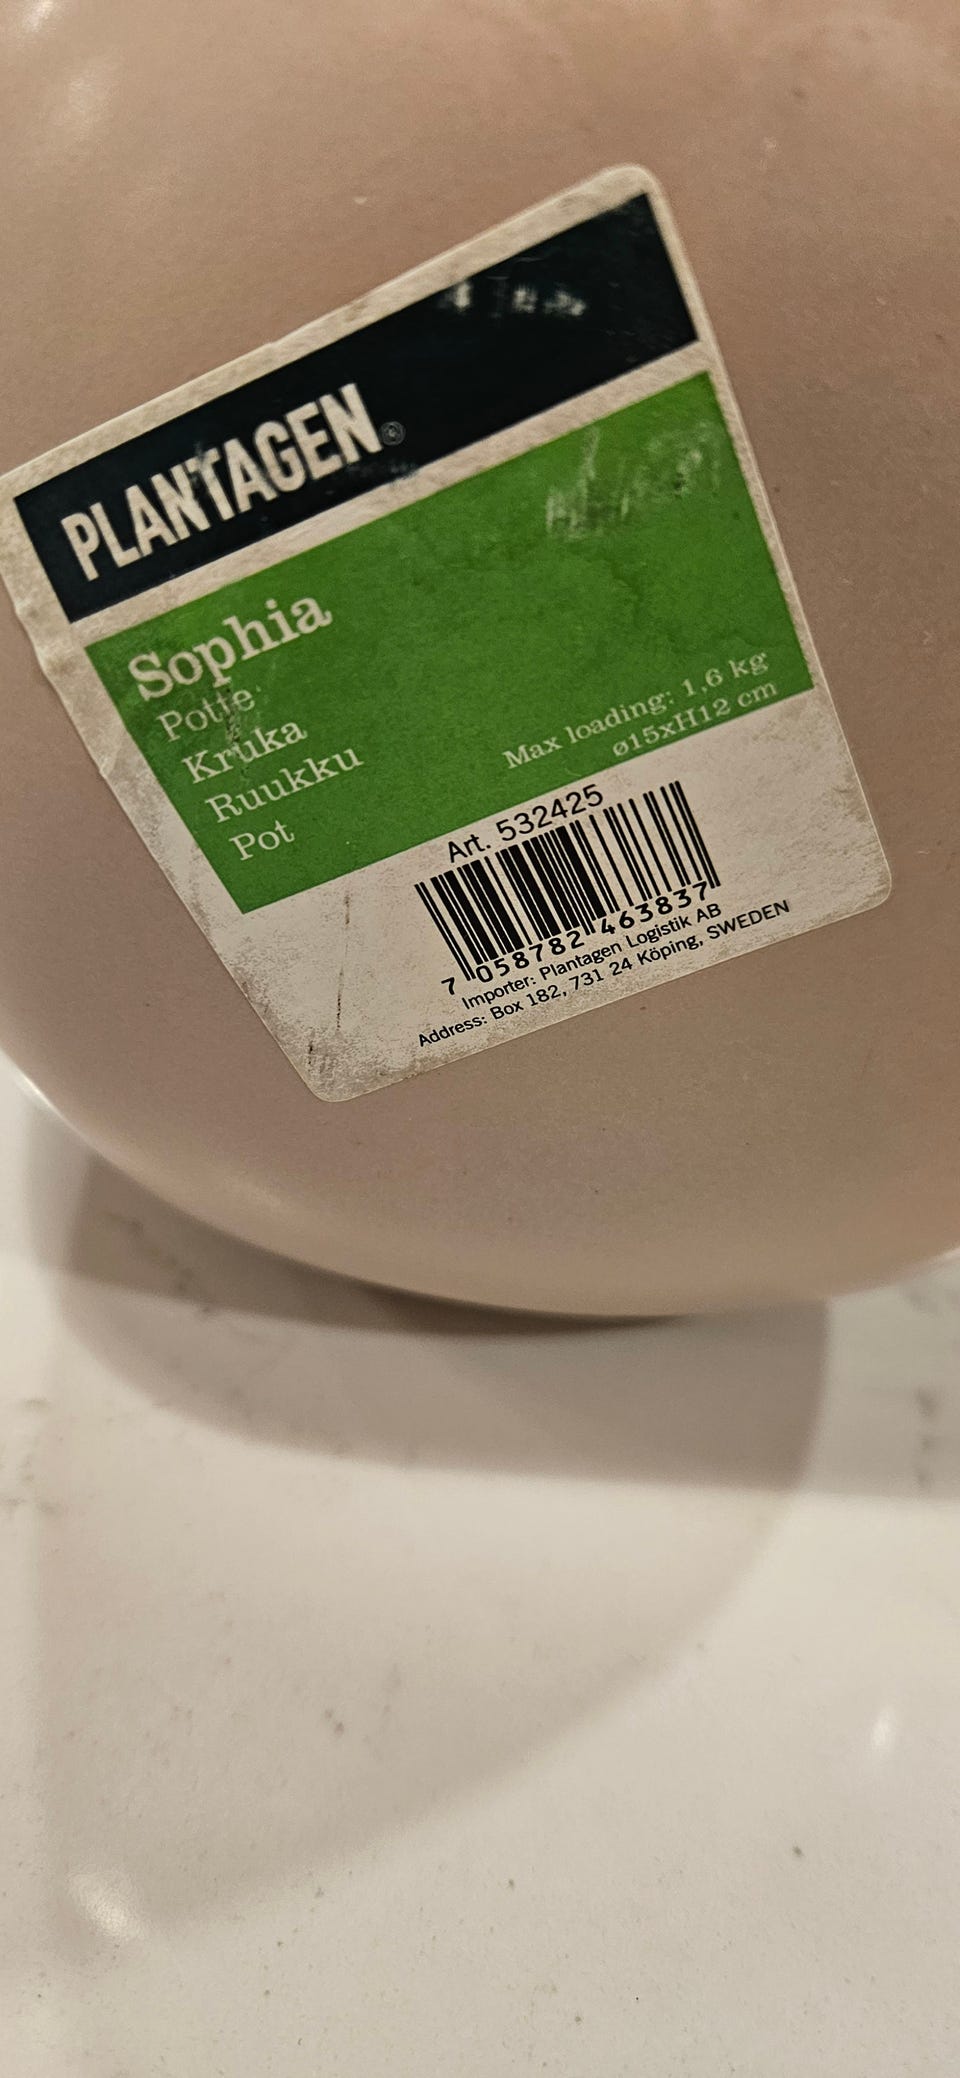 PLANTAGEN®
Sophia
Potte
Kruka
Ruukku
Pot
Max loading: 1,6 kg
ø15xH12 cm
Art. 532425
7 058782 463837
Importer: Plantagen Logistik AB
Address: Box 182, 731 24 Köping, SWEDEN